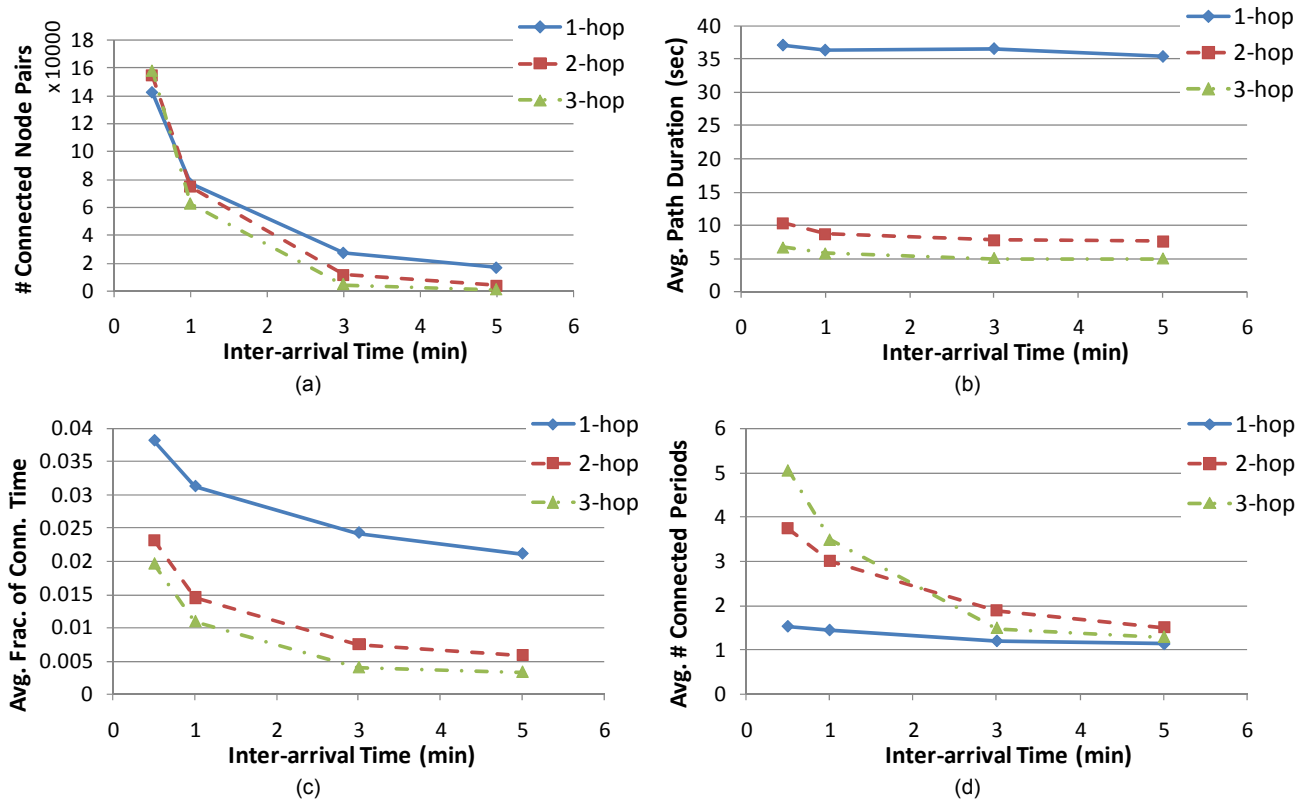 # Connected Node Pairs
x 10000
18
16
14
12
10
8
6
4
2
0
0 1 2 3 4 5 6
Inter-arrival Time (min)
1-hop
2-hop
3-hop
(a)
Avg. Path Duration (sec)
40
35
30
25
20
15
10
5
0
0 1 2 3 4 5 6
Inter-arrival Time (min)
1-hop
2-hop
3-hop
(b)
Avg. Frac. of Conn. Time
0.04
0.035
0.03
0.025
0.02
0.015
0.01
0.005
0
0 1 2 3 4 5 6
Inter-arrival Time (min)
1-hop
2-hop
3-hop
(c)
Avg. # Connected Periods
6
5
4
3
2
1
0
0 1 2 3 4 5 6
Inter-arrival Time (min)
1-hop
2-hop
3-hop
(d)